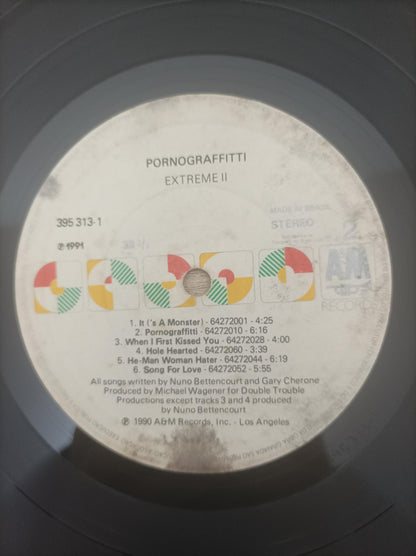 PORNOGRAFFITTI
EXTREME II
395 313-1
MADE IN BRAZIL
STEREO
2
℗ 1991
33 ⅓
A&M
RECORDS
1. It ('s A Monster) - 64272001 - 4:25
2. Pornograffitti - 64272010 - 6:16
3. When I First Kissed You - 64272028 - 4:00
4. Hole Hearted - 64272060 - 3:39
5. He-Man Woman Hater - 64272044 - 6:19
6. Song For Love - 64272052 - 5:55
All songs written by Nuno Bettencourt and Gary Cherone
Produced by Michael Wagener for Double Trouble
Productions except tracks 3 and 4 produced by
Nuno Bettencourt
℗ 1990 A&M Records, Inc. - Los Angeles